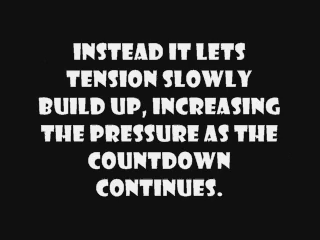 INSTEAD IT LETS
TENSION SLOWLY
BUILD UP, INCREASING
THE PRESSURE AS THE
COUNTDOWN
CONTINUES.